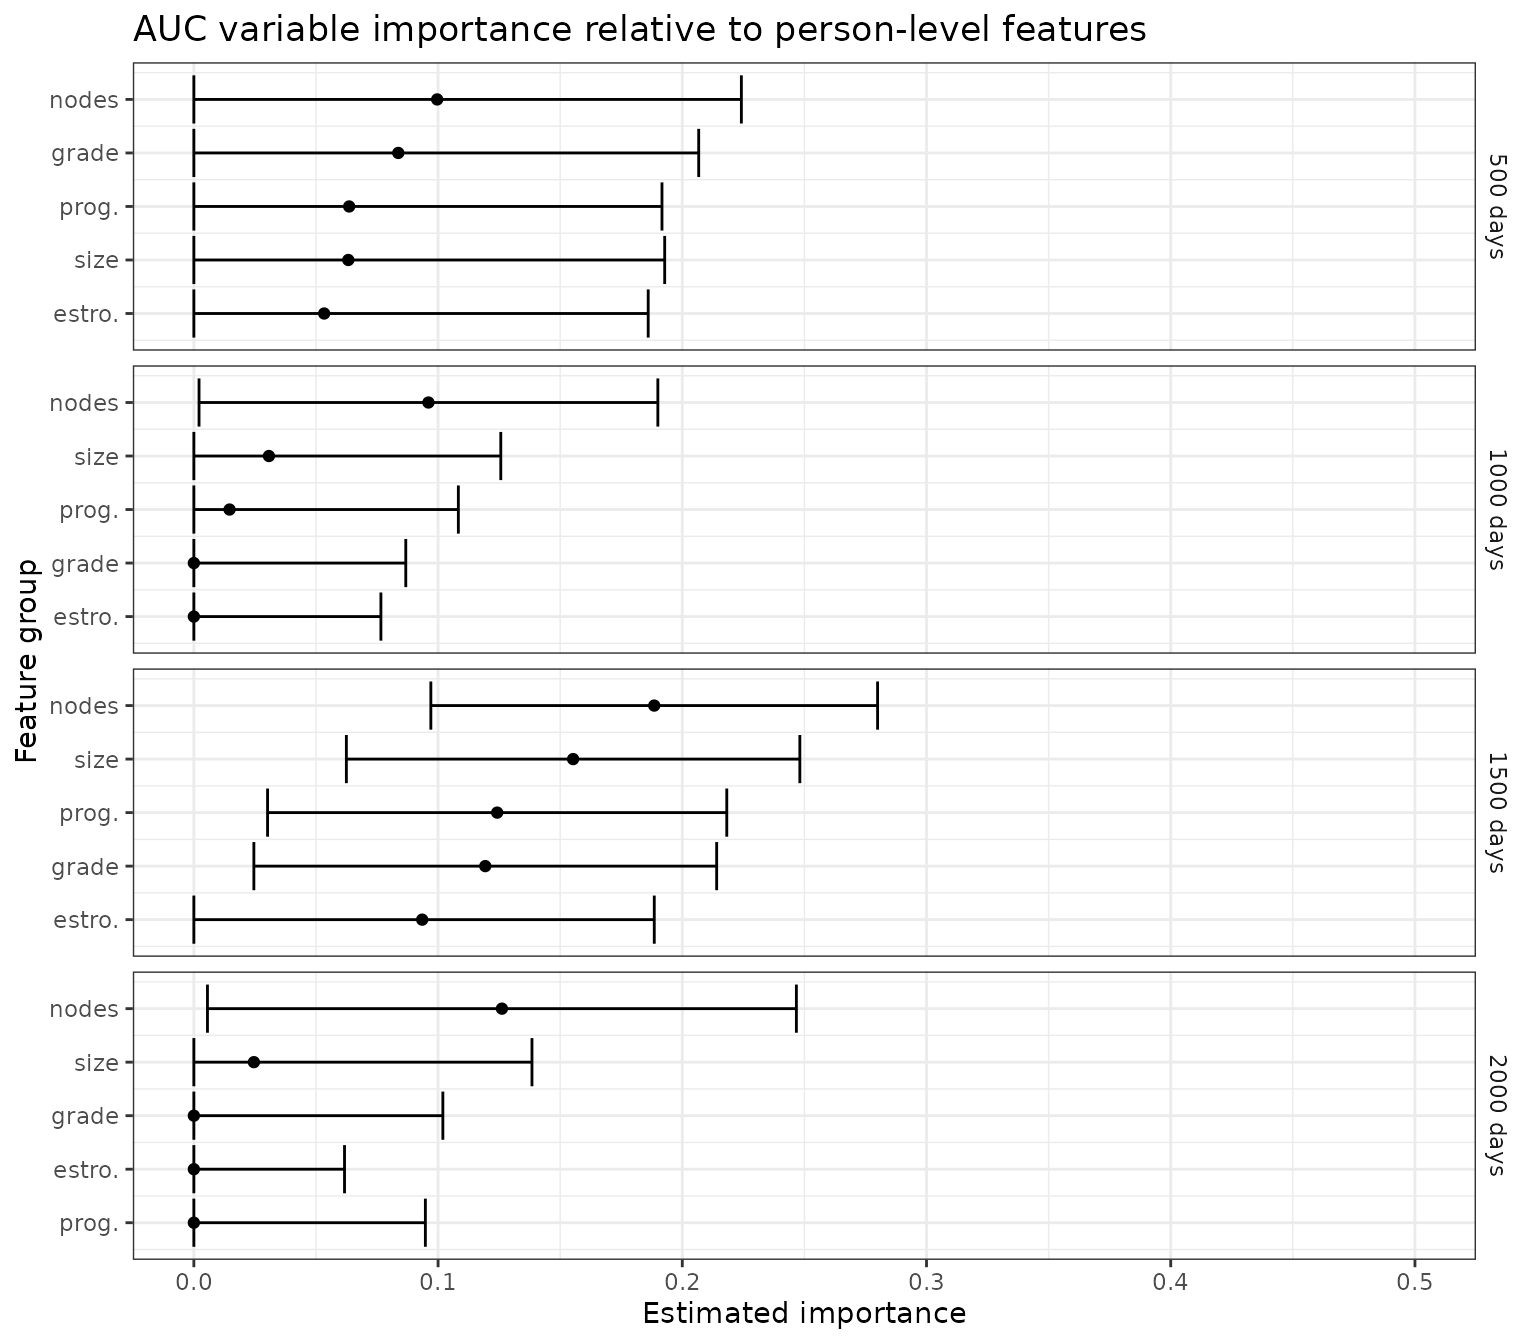 AUC variable importance relative to person-level features
nodes
grade
prog.
size
estro.
500 days
nodes
size
prog.
grade
estro.
1000 days
Feature group
nodes
size
prog.
grade
estro.
1500 days
nodes
size
grade
estro.
prog.
2000 days
0.0 0.1 0.2 0.3 0.4 0.5
Estimated importance